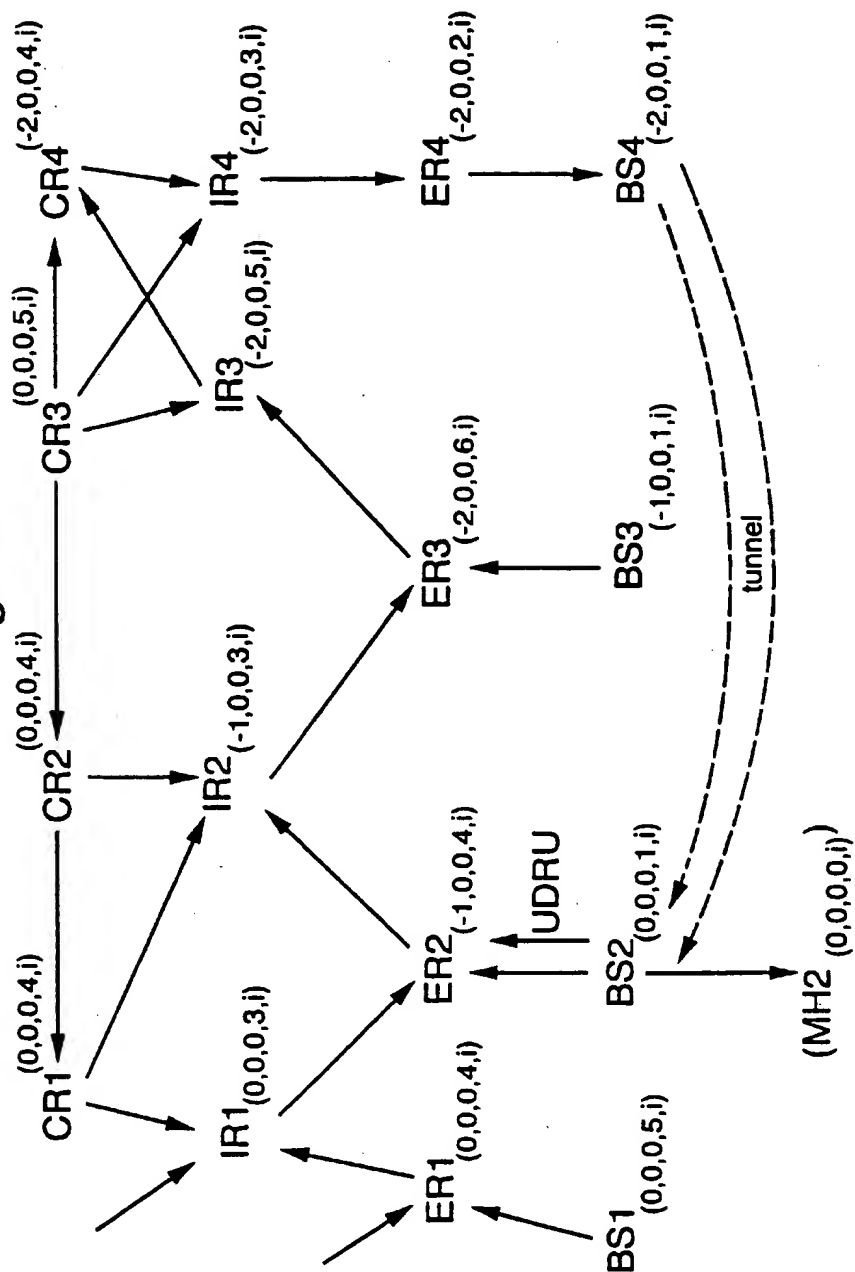 CR1(0,0,0,4,i)
CR2(0,0,0,4,i)
CR3(0,0,0,5,i)
CR4(-2,0,0,4,i)
IR1(0,0,0,3,i)
IR2(-1,0,0,3,i)
IR3(-2,0,0,5,i)
IR4(-2,0,0,3,i)
ER1(0,0,0,4,i)
ER2(-1,0,0,4,i)
ER3(-2,0,0,6,i)
ER4(-2,0,0,2,i)
UDRU
BS1(0,0,0,5,i)
BS2(0,0,0,1,i)
BS3(-1,0,0,1,i)
BS4(-2,0,0,1,i)
tunnel
(MH2(0,0,0,0,i))